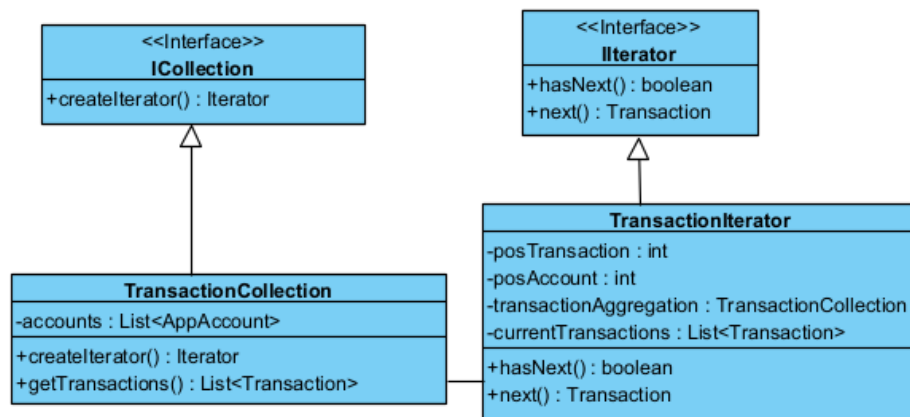 <<Interface>>
ICollection
+createIterator() : Iterator
<<Interface>>
IIterator
+hasNext() : boolean
+next() : Transaction
TransactionCollection
-accounts : List<AppAccount>
+createIterator() : Iterator
+getTransactions() : List<Transaction>
TransactionIterator
-posTransaction : int
-posAccount : int
-transactionAggregation : TransactionCollection
-currentTransactions : List<Transaction>
+hasNext() : boolean
+next() : Transaction